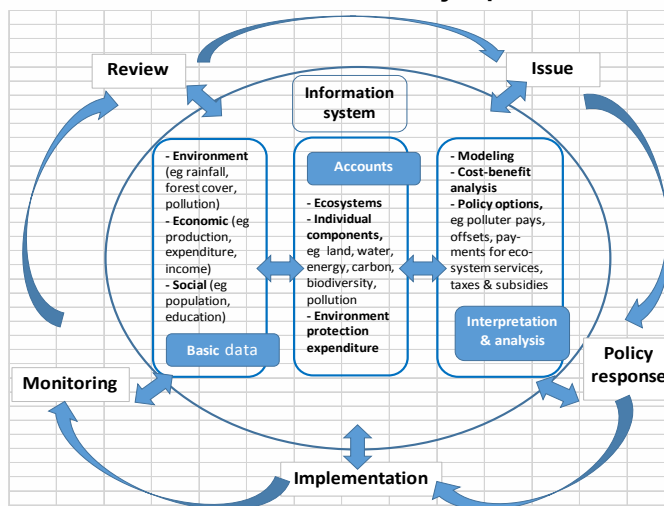 Review
Issue
Information
system
- Environment
(eg rainfall,
forest cover,
pollution)
- Economic (eg
production,
expenditure,
income)
- Social (eg
population,
education)
Basic data
Accounts
- Ecosystems
- Individual
components,
eg land, water,
energy, carbon,
biodiversity,
pollution
- Environment
protection
expenditure
- Modeling
- Cost-benefit
analysis
- Policy options,
eg polluter pays,
offsets, pay-
ments for eco-
system services,
taxes & subsidies
Interpretation
& analysis
Monitoring
Policy
response
Implementation